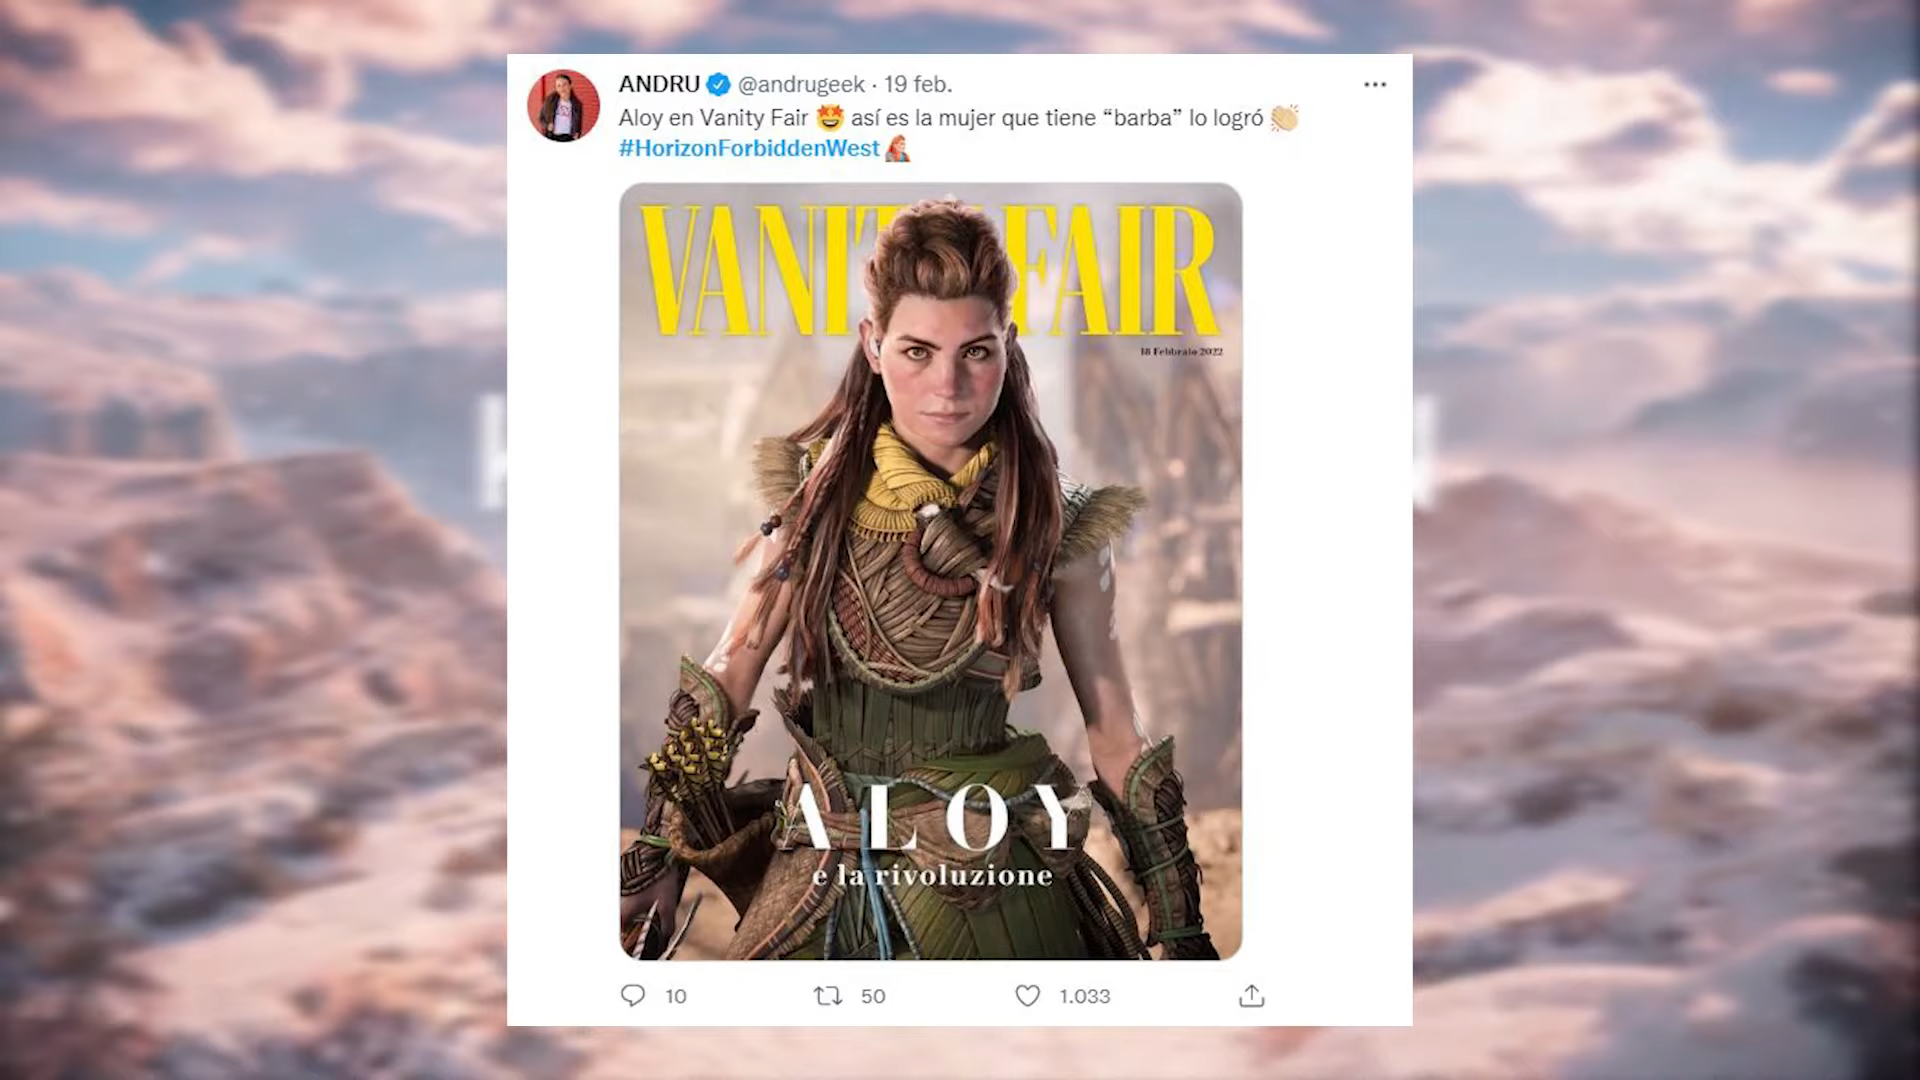 ANDRU @andrugeek · 19 feb.
Aloy en Vanity Fair 🤩 así es la mujer que tiene “barba” lo logró 👏🏼
#HorizonForbiddenWest
VANITY FAIR
18 Febbraio 2022
ALOY
e la rivoluzione
10 50 1.033